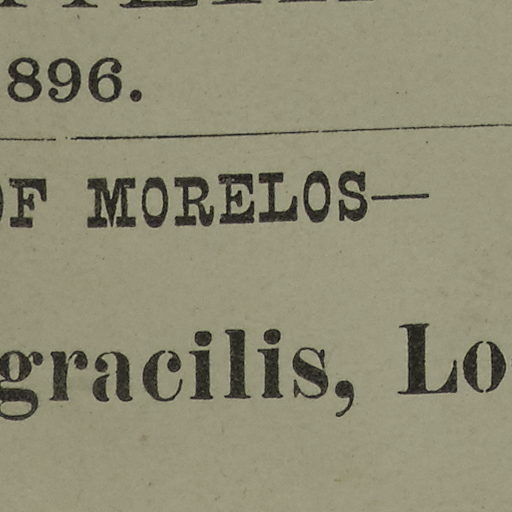 896.
OF MORELOS—
gracilis, Lo